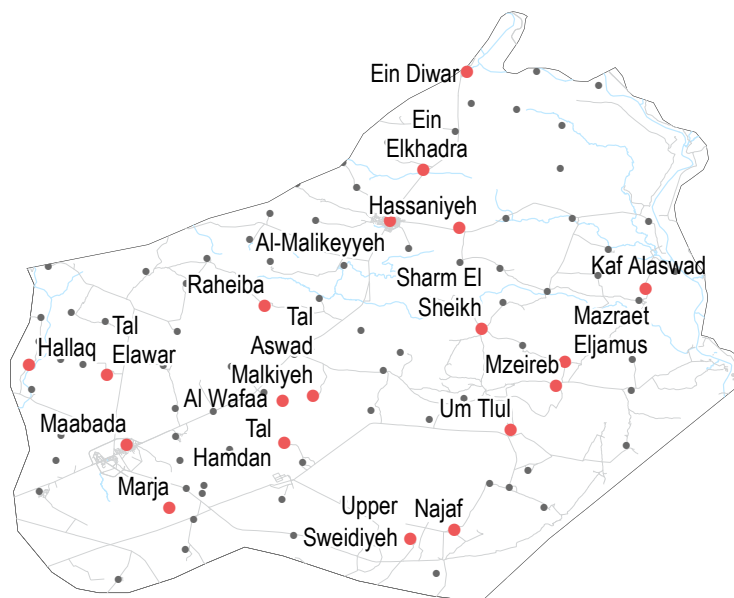 Ein Diwar
Ein
Elkhadra
Hassaniyeh
Al-Malikeyyeh
Sharm El
Sheikh
Kaf Alaswad
Raheiba
Tal
Aswad
Malkiyeh
Mazraet
Eljamus
Tal
Elawar
Hallaq
Mzeireb
Al Wafaa
Um Tlul
Maabada
Tal
Hamdan
Marja
Upper
Sweidiyeh
Najaf